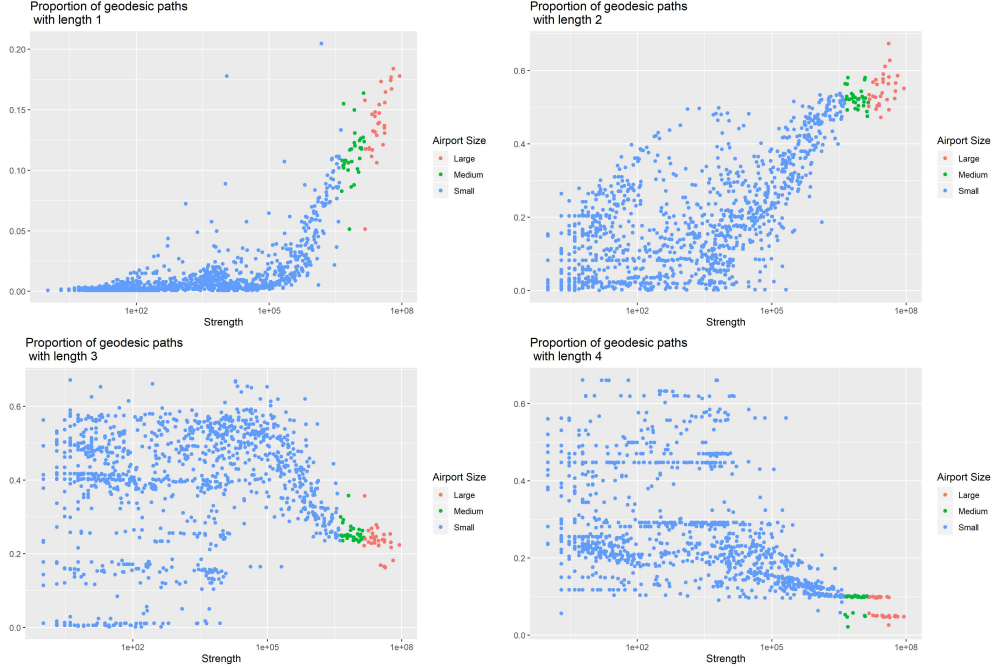 Proportion of geodesic paths
with length 1
0.20
0.15
0.10
0.05
0.00
1e+02 1e+05 1e+08
Strength
Airport Size
Large
Medium
Small
Proportion of geodesic paths
with length 2
0.6
0.4
0.2
0.0
1e+02 1e+05 1e+08
Strength
Airport Size
Large
Medium
Small
Proportion of geodesic paths
with length 3
0.6
0.4
0.2
0.0
1e+02 1e+05 1e+08
Strength
Airport Size
Large
Medium
Small
Proportion of geodesic paths
with length 4
0.6
0.4
0.2
0.0
1e+02 1e+05 1e+08
Strength
Airport Size
Large
Medium
Small